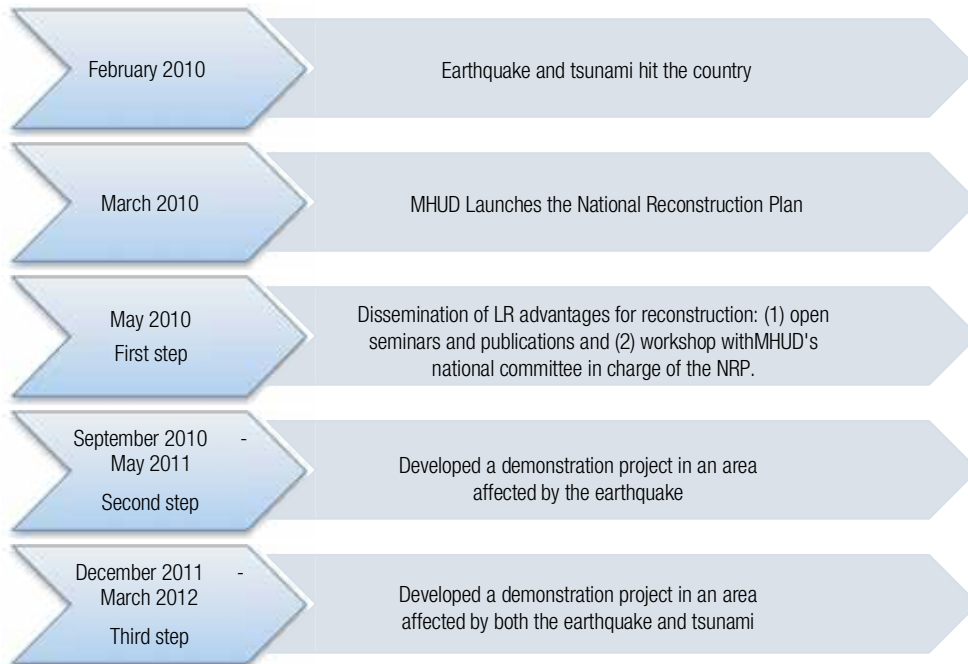 February 2010
Earthquake and tsunami hit the country
March 2010
MHUD Launches the National Reconstruction Plan
May 2010
First step
Dissemination of LR advantages for reconstruction: (1) open
seminars and publications and (2) workshop withMHUD's
national committee in charge of the NRP.
September 2010 -
May 2011
Second step
Developed a demonstration project in an area
affected by the earthquake
December 2011 -
March 2012
Third step
Developed a demonstration project in an area
affected by both the earthquake and tsunami